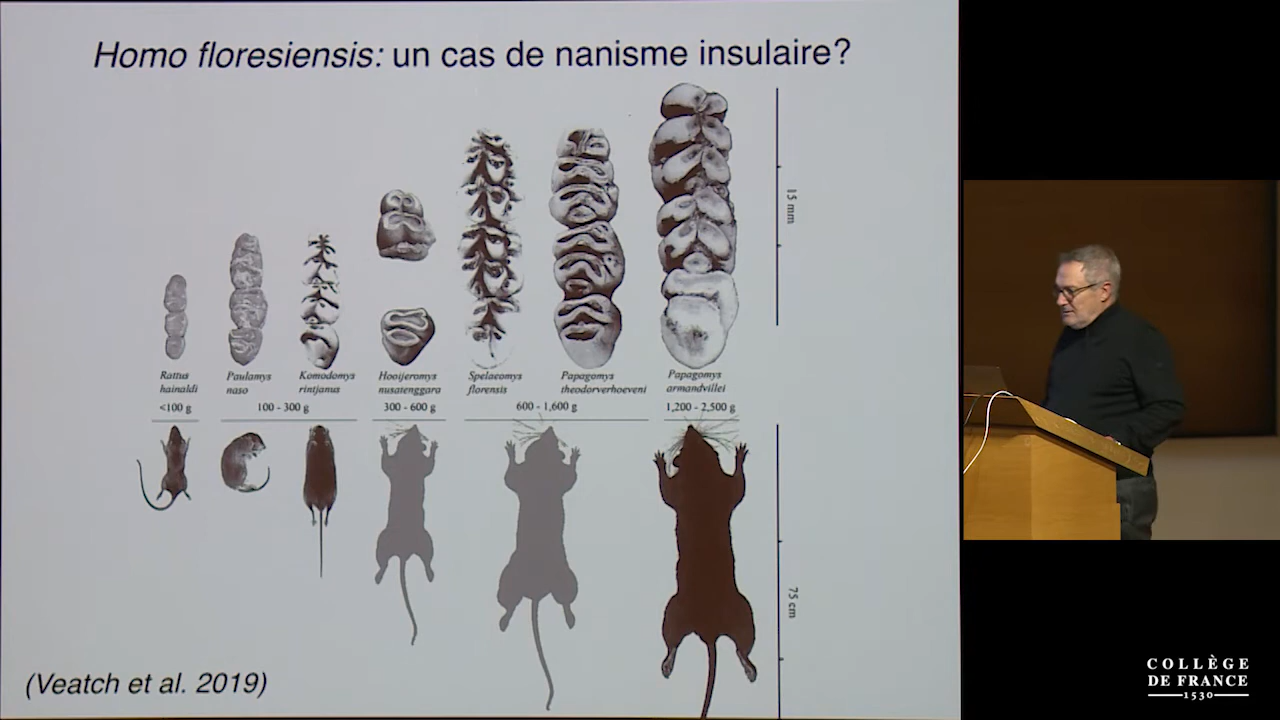 Homo floresiensis: un cas de nanisme insulaire?
15 mm
Rattus
hainaldi
Paulamys
naso
Komodomys
rintjanus
Hooijeromys
nusatenggara
Spelaeomys
florensis
Papagomys
theodorverhoeveni
Papagomys
armandvillei
<100 g
100 - 300 g
300 - 600 g
600 - 1,600 g
1,200 - 2,500 g
75 cm
(Veatch et al. 2019)
COLLÈGE
DE FRANCE
1530